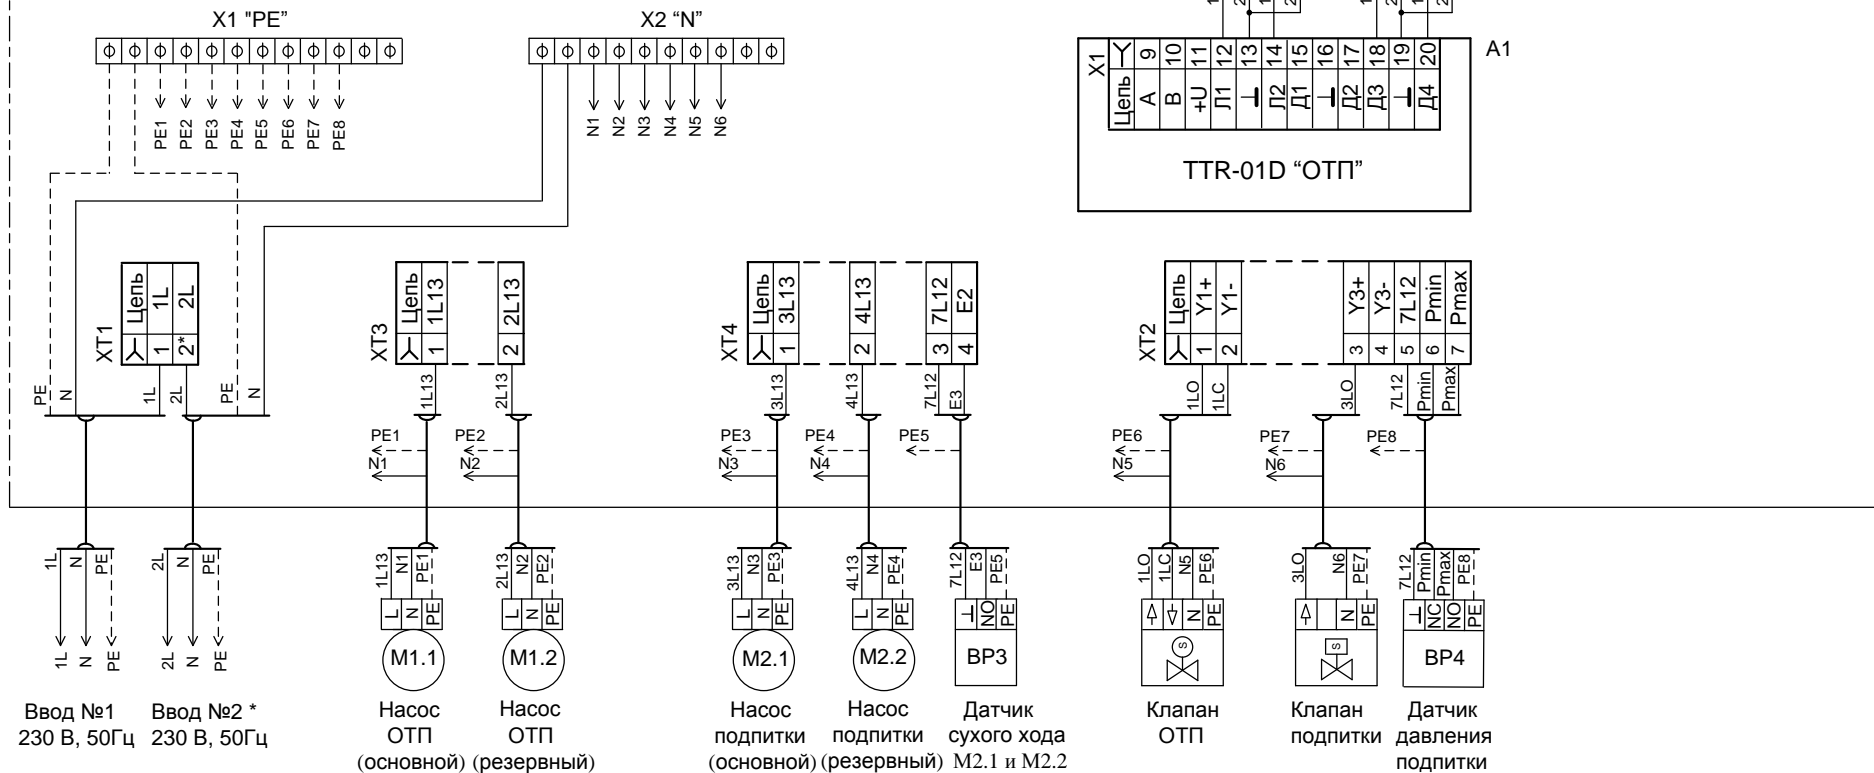 X1 "PE"
X2 “N”
1 2 1 2
1 2 1 2
A1
PE1 PE2 PE3 PE4 PE5 PE6 PE7 PE8
N1 N2 N3 N4 N5 N6
X1
Цепь 9 10 11 12 13 14 15 16 17 18 19 20
A B +U Л1 ⊥ Л2 Д1 ⊥ Д2 Д3 ⊥ Д4
TTR-01D “ОТП”
XT1
Цепь 1L 2L
1 2*
XT3
Цепь 1L13 2L13
1 2
XT4
Цепь 3L13 4L13 7L12 E2
1 2 3 4
XT2
Цепь Y1+ Y1- Y3+ Y3- 7L12 Pmin Pmax
1 2 3 4 5 6 7
PE N 1L 2L PE N
1L13 2L13
3L13 4L13 7L12 E3
1LO 1LC 3LO 7L12 Pmin Pmax
PE1 PE2 PE3 PE4 PE5 PE6 PE7 PE8
N1 N2 N3 N4 N5 N6
1L N PE 2L N PE
1L13 N1 PE1 2L13 N2 PE2
3L13 N3 PE3 4L13 N4 PE4 7L12 E3 PE5
1LO 1LC N5 PE6 3LO N6 PE7 7L12 Pmin Pmax PE8
L N PE L N PE
L N PE L N PE ⊥ NO PE
N PE N PE ⊥ NC NO PE
1L N PE 2L N PE
M1.1 M1.2 M2.1 M2.2 BP3 S S BP4
Ввод №1
230 В, 50Гц
Ввод №2 *
230 В, 50Гц
Насос
ОТП
(основной)
Насос
ОТП
(резервный)
Насос
подпитки
(основной)
Насос
подпитки
(резервный)
Датчик
сухого хода
M2.1 и M2.2
Клапан
ОТП
Клапан
подпитки
Датчик
давления
подпитки